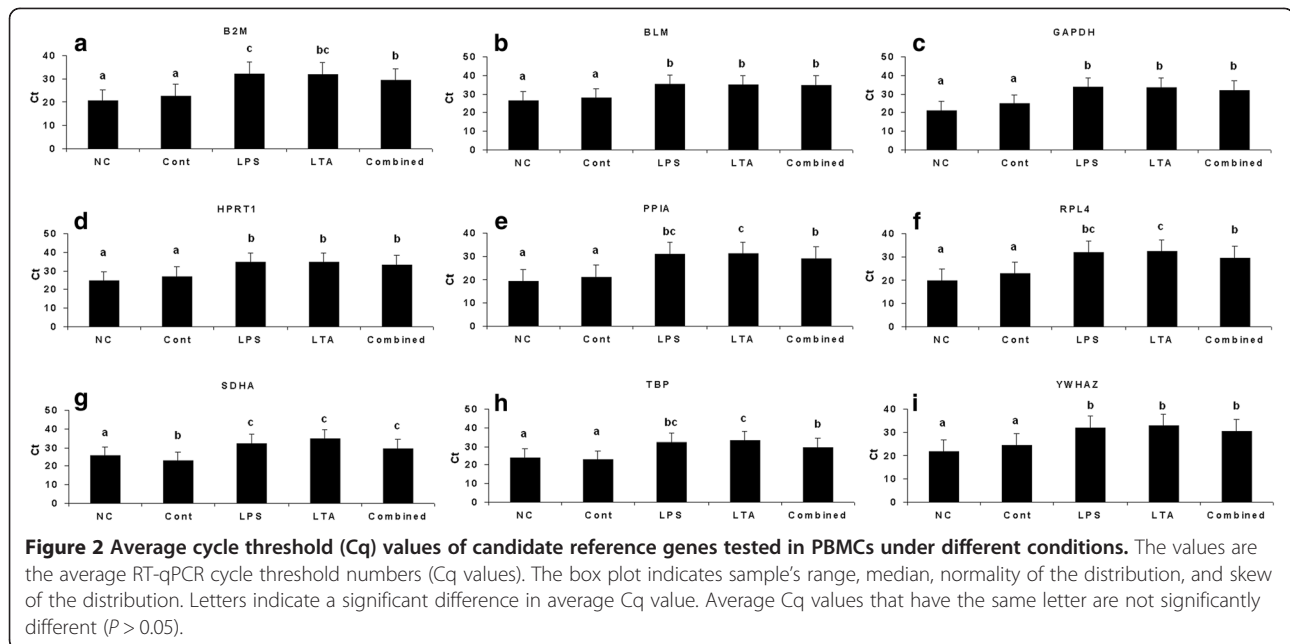 a B2M b BLM c GAPDH
a a c bc b
a a b b b
a a b b b
Ct 40 30 20 10 0
Ct 50 40 30 20 10 0
Ct 50 40 30 20 10 0
NC Cont LPS LTA Combined
NC Cont LPS LTA Combined
NC Cont LPS LTA Combined
d HPRT1 e PPIA f RPL4
a a b b b
a a bc c b
a a bc c b
Ct 50 40 30 20 10 0
Ct 40 30 20 10 0
Ct 40 30 20 10 0
NC Cont LPS LTA Combined
NC Cont LPS LTA Combined
NC Cont LPS LTA Combined
g SDHA h TBP i YWHAZ
a b c c c
a a bc c b
a a b b b
Ct 50 40 30 20 10 0
Ct 50 40 30 20 10 0
Ct 40 30 20 10 0
NC Cont LPS LTA Combined
NC Cont LPS LTA Combined
NC Cont LPS LTA Combined
Figure 2 Average cycle threshold (Cq) values of candidate reference genes tested in PBMCs under different conditions. The values are
the average RT-qPCR cycle threshold numbers (Cq values). The box plot indicates sample's range, median, normality of the distribution, and skew
of the distribution. Letters indicate a significant difference in average Cq value. Average Cq values that have the same letter are not significantly
different (P > 0.05).